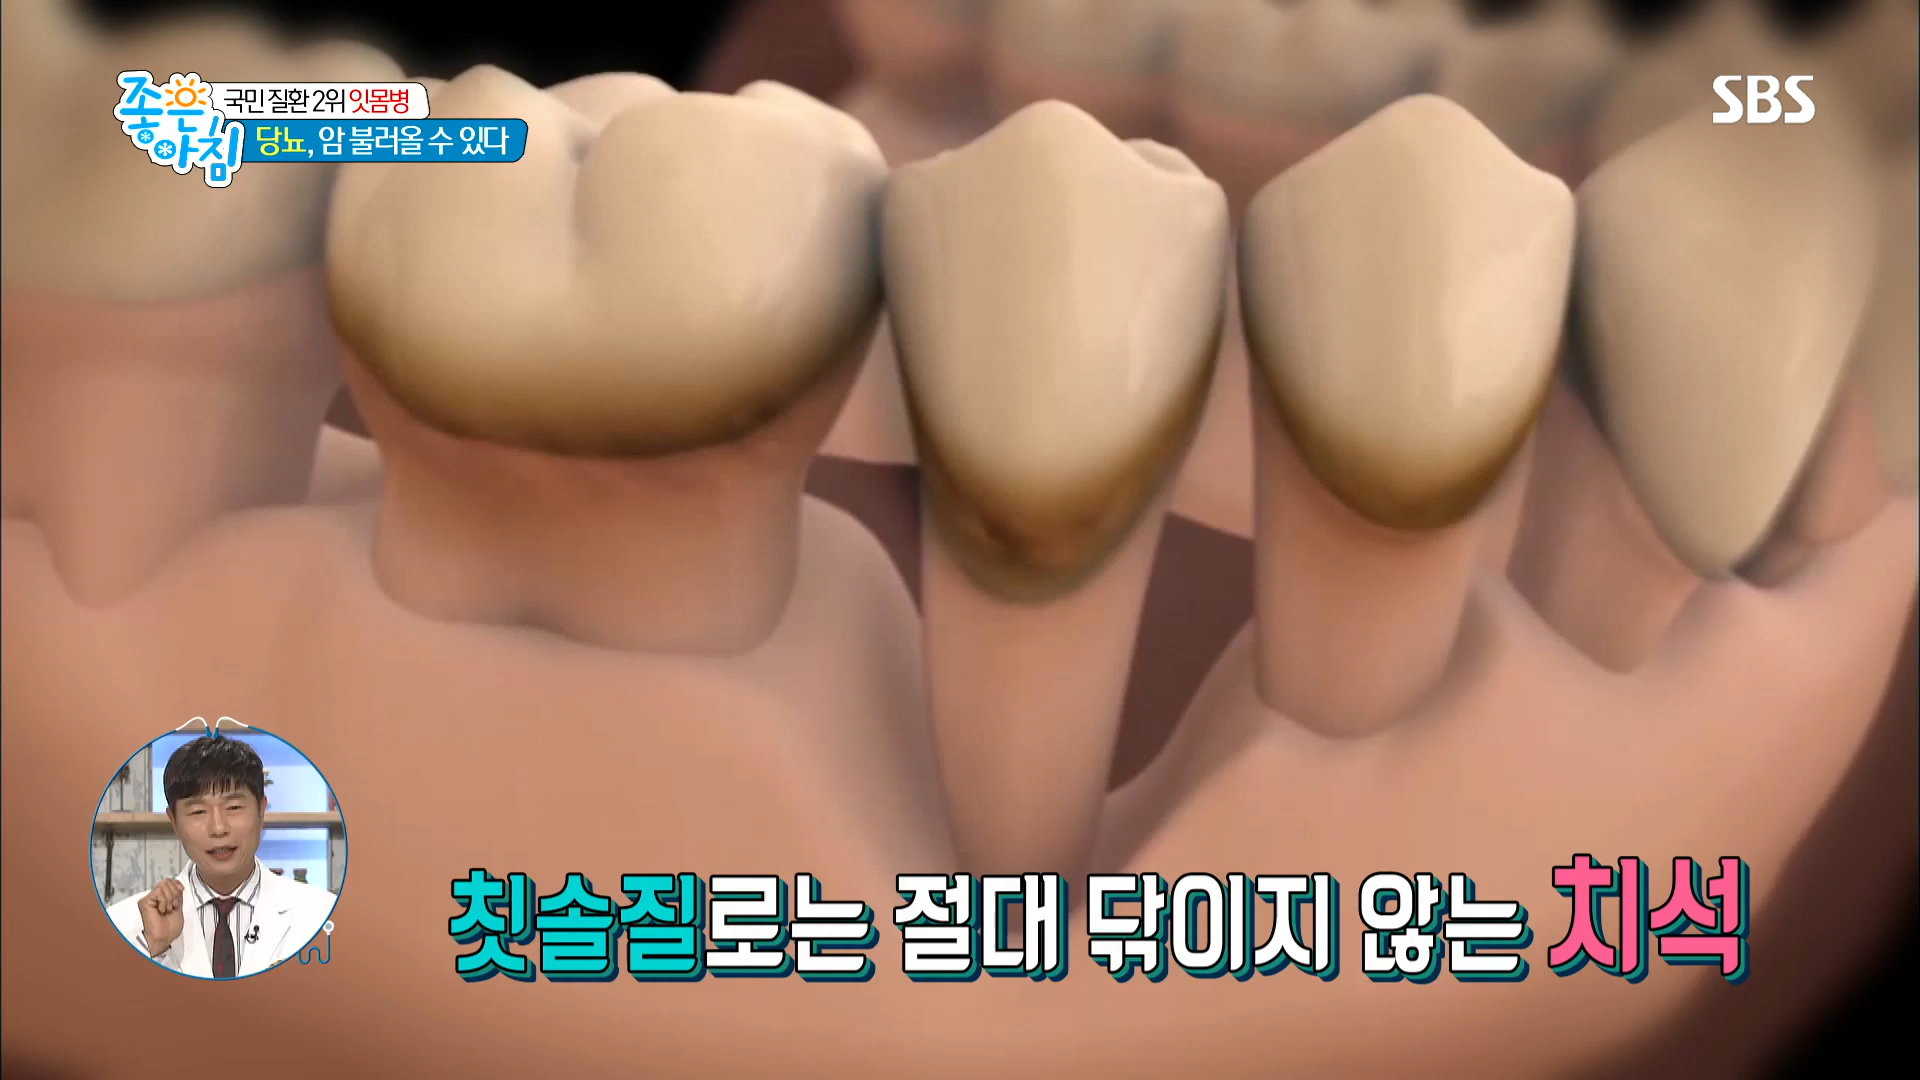 좋은아침
국민 질환 2위 잇몸병
당뇨, 암 불러올 수 있다
SBS
칫솔질로는 절대 닦이지 않는 치석